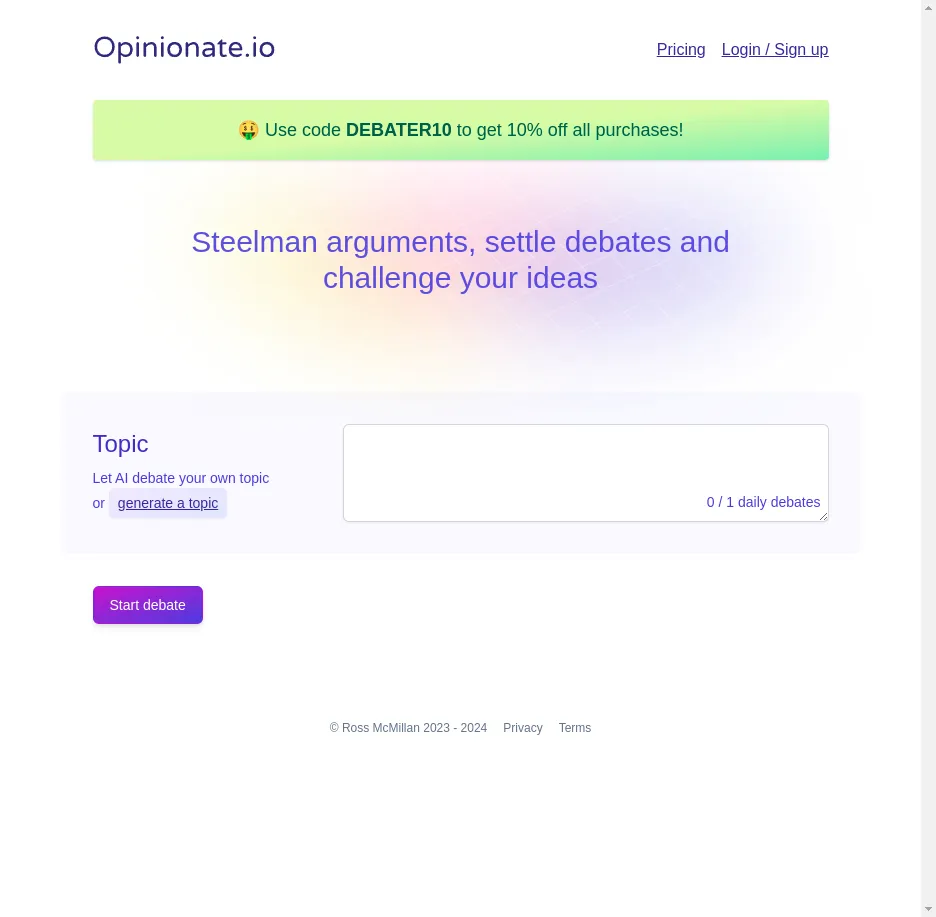 Opinionate.io
Pricing Login / Sign up
🤑 Use code DEBATER10 to get 10% off all purchases!
Steelman arguments, settle debates and
challenge your ideas
Topic
Let AI debate your own topic
or generate a topic
0 / 1 daily debates
Start debate
© Ross McMillan 2023 - 2024 Privacy Terms